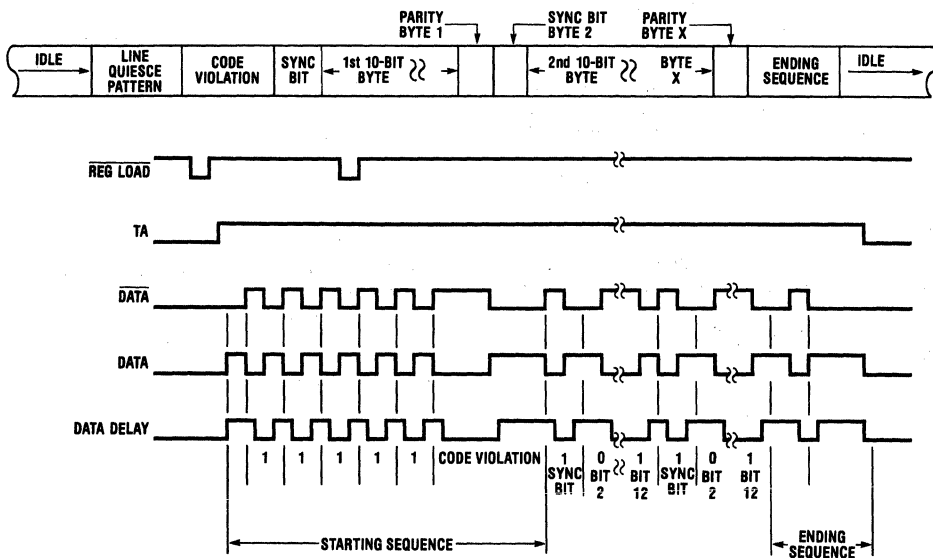 PARITY BYTE 1
SYNC BIT BYTE 2
PARITY BYTE X
IDLE
LINE QUIESCE PATTERN
CODE VIOLATION
SYNC BIT
1st 10-BIT BYTE
2nd 10-BIT BYTE
BYTE X
ENDING SEQUENCE
IDLE
REG LOAD
TA
DATA
DATA
DATA DELAY
1 1 1 1 1 CODE VIOLATION 1 0 1 1 0 1
SYNC BIT
BIT 2
BIT 12
SYNC BIT
BIT 2
BIT 12
STARTING SEQUENCE
ENDING SEQUENCE